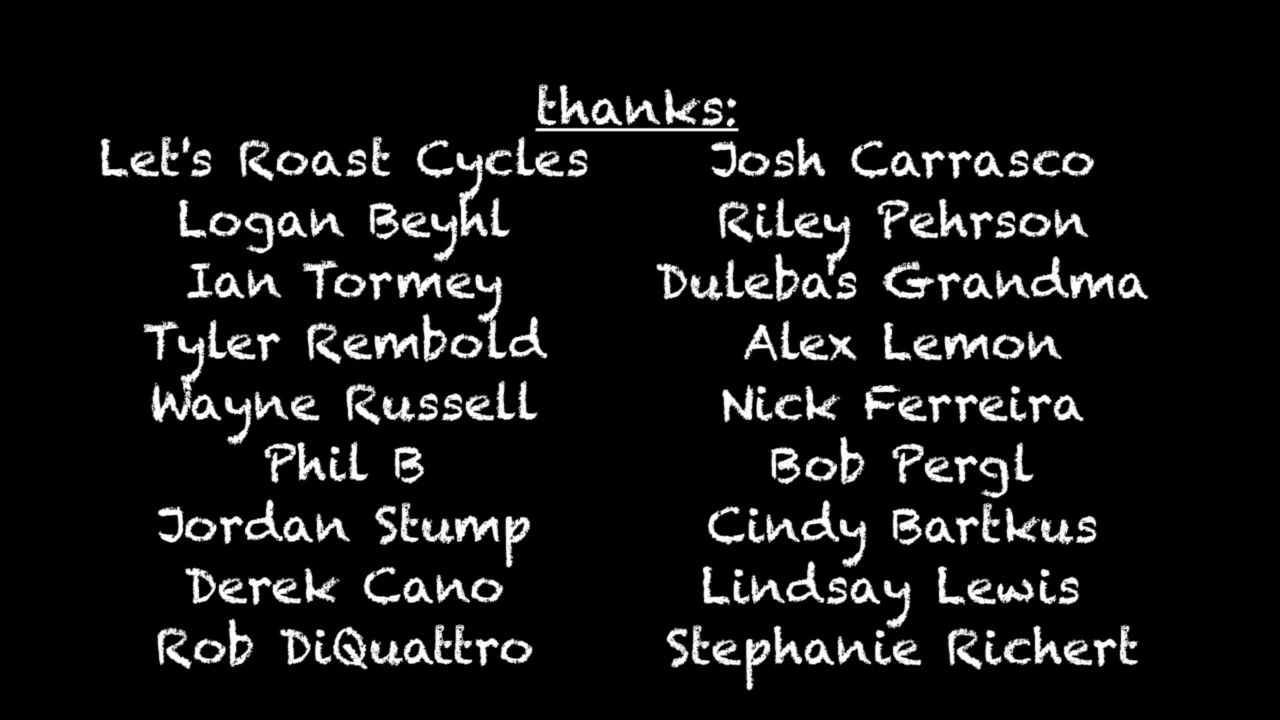 thanks:
Let's Roast Cycles
Logan Beyhl
Ian Tormey
Tyler Rembold
Wayne Russell
Phil B
Jordan Stump
Derek Cano
Rob DiQuattro
Josh Carrasco
Riley Pehrson
Duleba's Grandma
Alex Lemon
Nick Ferreira
Bob Pergl
Cindy Bartkus
Lindsay Lewis
Stephanie Richert